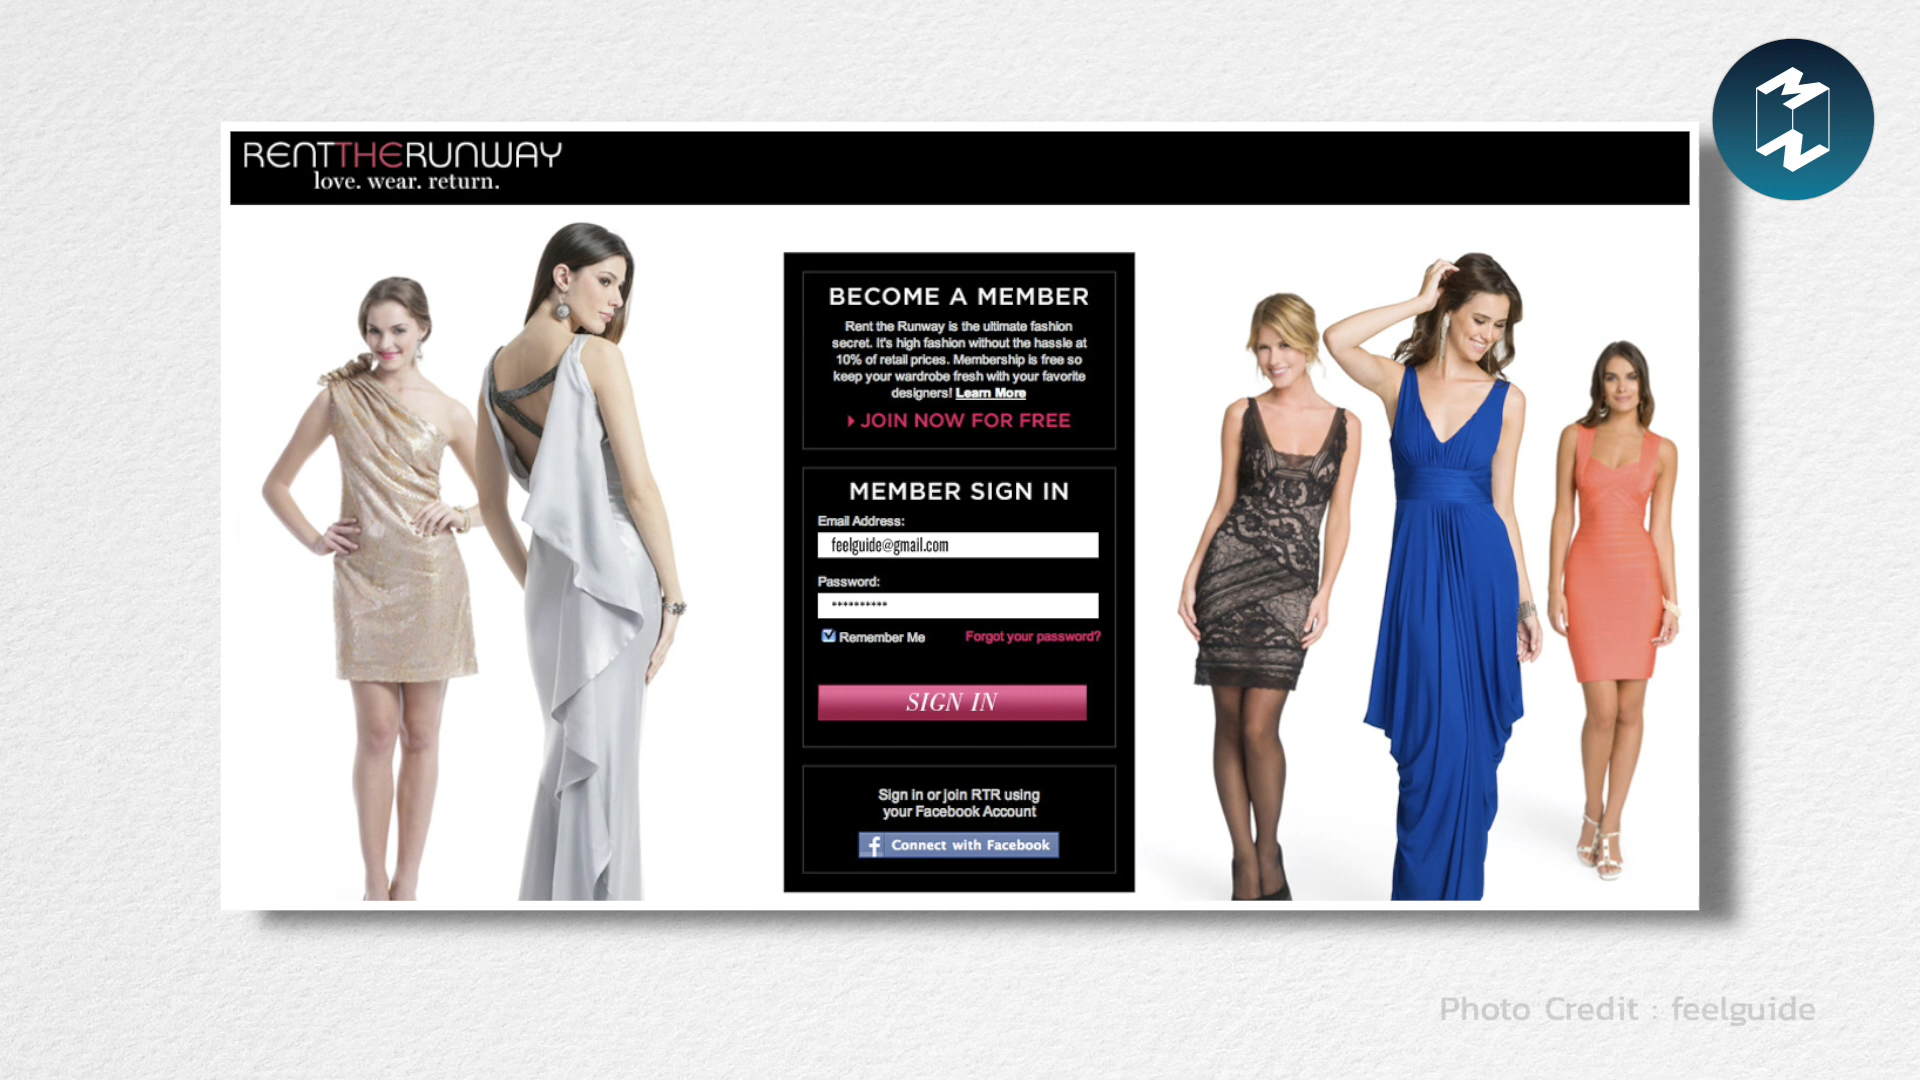 RENTTHERUNWAY
love. wear. return.
BECOME A MEMBER
Rent the Runway is the ultimate fashion
secret. It's high fashion without the hassle at
10% of retail prices. Membership is free so
keep your wardrobe fresh with your favorite
designers! Learn More
JOIN NOW FOR FREE
MEMBER SIGN IN
Email Address:
feelguide@gmail.com
Password:
**********
Remember Me
Forgot your password?
SIGN IN
Sign in or join RTR using
your Facebook Account
f Connect with Facebook
Photo Credit : feelguide